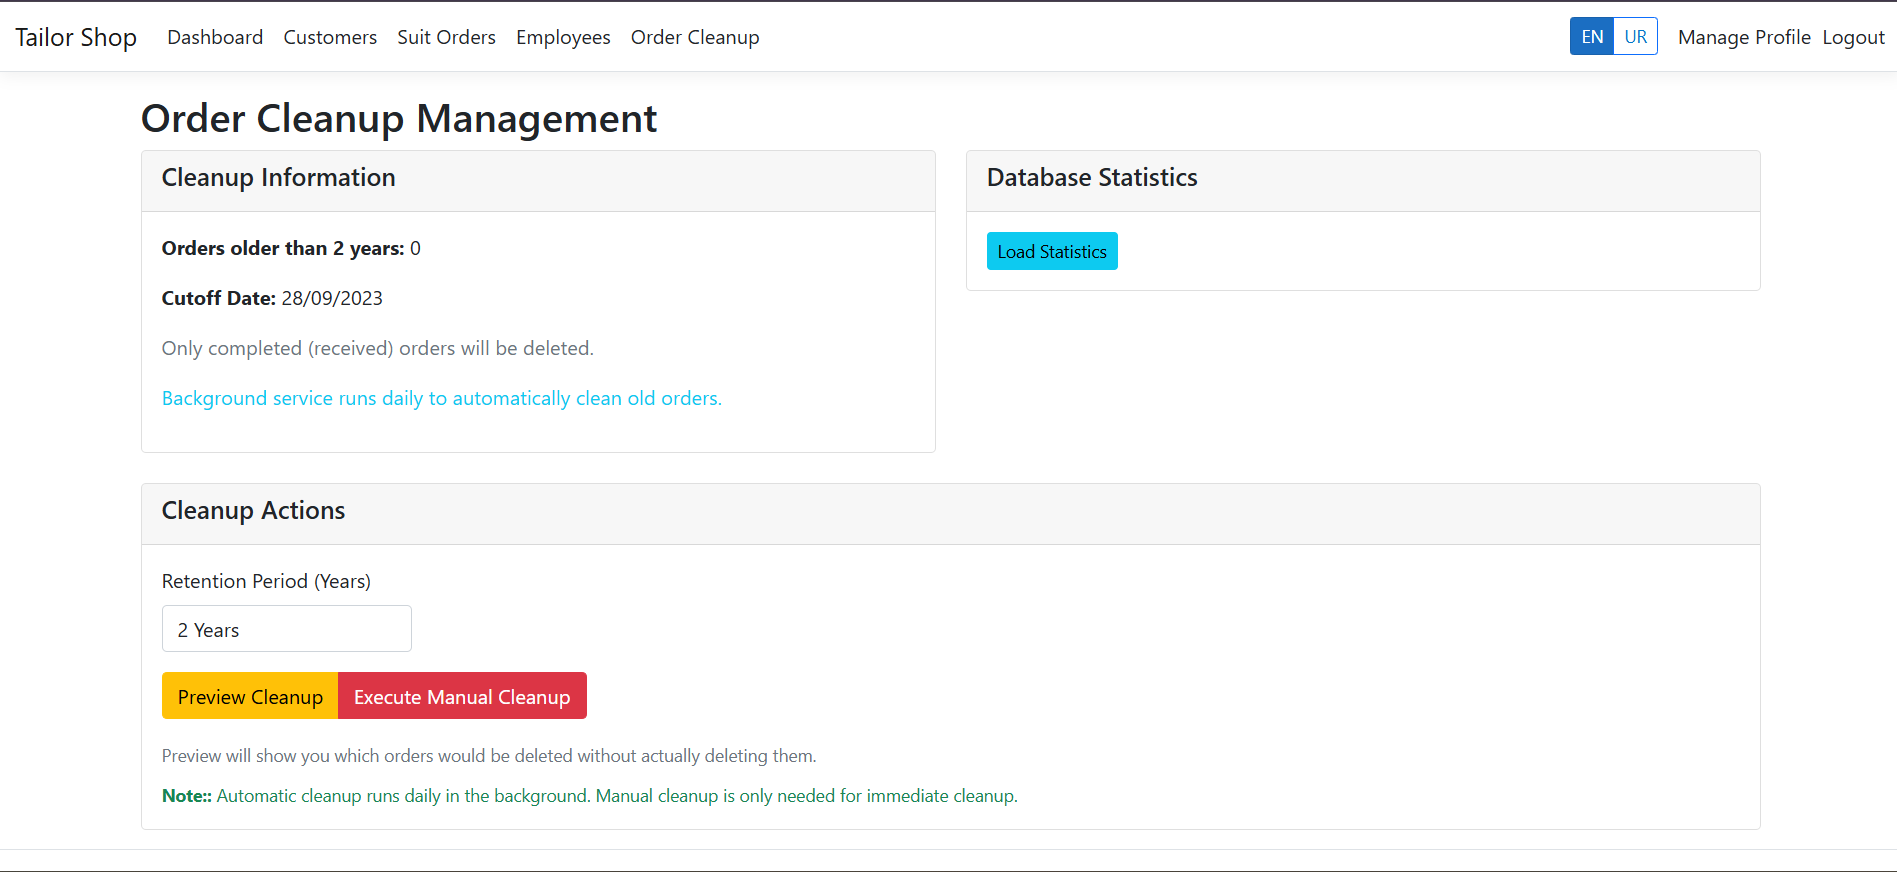 Tailor Shop Dashboard Customers Suit Orders Employees Order Cleanup EN UR Manage Profile Logout
Order Cleanup Management
Cleanup Information
Orders older than 2 years: 0
Cutoff Date: 28/09/2023
Only completed (received) orders will be deleted.
Background service runs daily to automatically clean old orders.
Database Statistics
Load Statistics
Cleanup Actions
Retention Period (Years)
2 Years
Preview Cleanup Execute Manual Cleanup
Preview will show you which orders would be deleted without actually deleting them.
Note:: Automatic cleanup runs daily in the background. Manual cleanup is only needed for immediate cleanup.